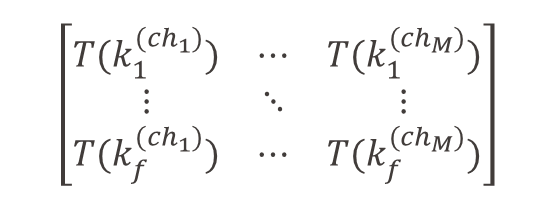 [T(k_1^{(ch_1)}) ⋯ T(k_1^{(ch_M)})
⋮ ⋱ ⋮
T(k_f^{(ch_1)}) ⋯ T(k_f^{(ch_M)})]